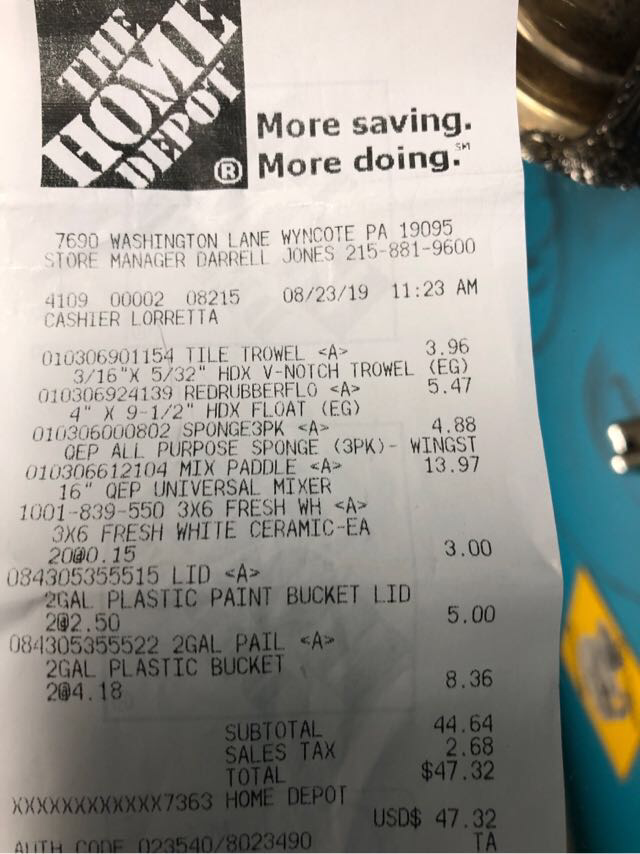 THE
HOME
DEPOT
®
More saving.
More doing.℠
7690 WASHINGTON LANE WYNCOTE PA 19095
STORE MANAGER DARRELL JONES 215-881-9600
4109 00002 08215 08/23/19 11:23 AM
CASHIER LORRETTA
010306901154 TILE TROWEL <A> 3.96
3/16"X 5/32" HDX V-NOTCH TROWEL (EG)
010306924139 REDRUBBERFLO <A> 5.47
4" X 9-1/2" HDX FLOAT (EG)
010306000802 SPONGE3PK <A> 4.88
QEP ALL PURPOSE SPONGE (3PK)- WINGST
010306612104 MIX PADDLE <A> 13.97
16" QEP UNIVERSAL MIXER
1001-839-550 3X6 FRESH WH <A>
3X6 FRESH WHITE CERAMIC-EA
20@0.15 3.00
084305355515 LID <A>
2GAL PLASTIC PAINT BUCKET LID
2@2.50 5.00
084305355522 2GAL PAIL <A>
2GAL PLASTIC BUCKET
2@4.18 8.36
SUBTOTAL 44.64
SALES TAX 2.68
TOTAL $47.32
XXXXXXXXXXXX7363 HOME DEPOT
USD$ 47.32
AUTH CODE 023540/8023490 TA